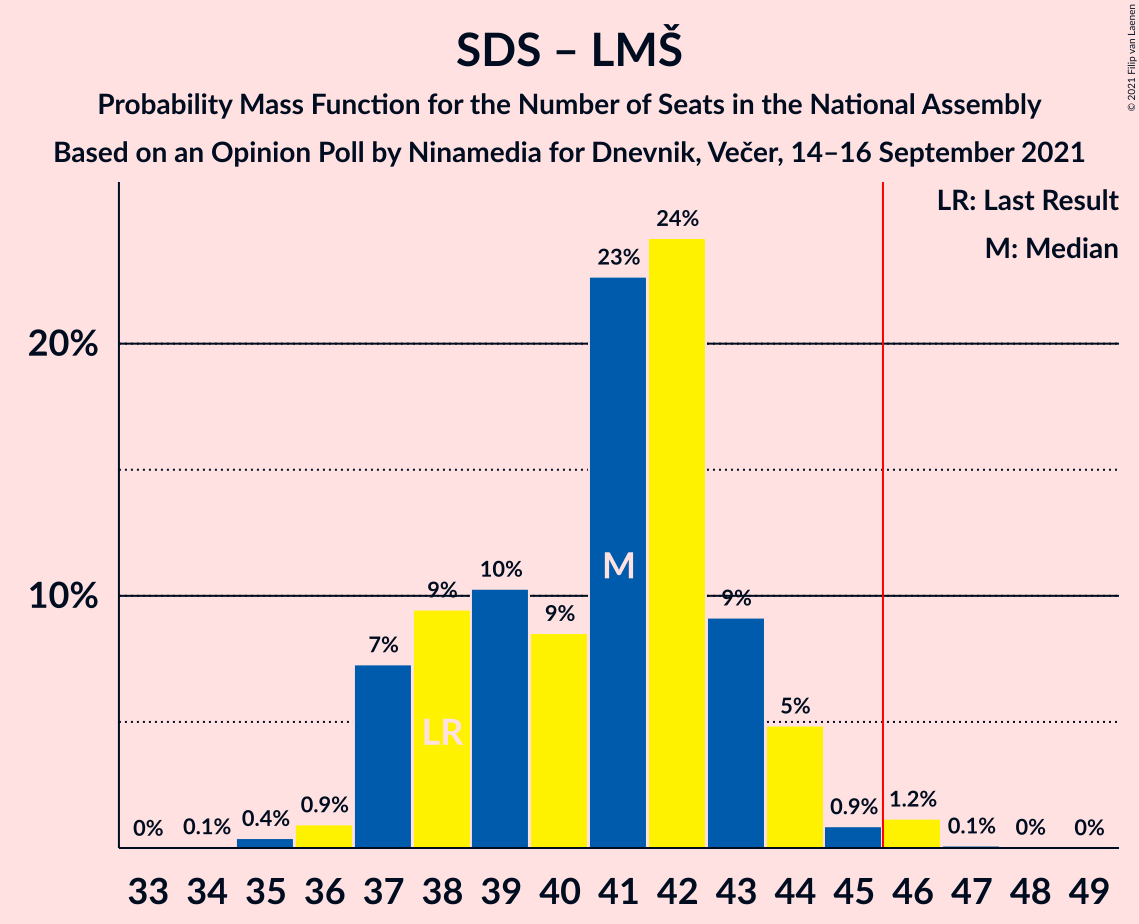 SDS – LMŠ
Probability Mass Function for the Number of Seats in the National Assembly
Based on an Opinion Poll by Ninamedia for Dnevnik, Večer, 14–16 September 2021
© 2021 Filip van Laenen
LR: Last Result
M: Median
20%
10%
0% 0.1% 0.4% 0.9% 7% 9% 10% 9% 23% 24% 9% 5% 0.9% 1.2% 0.1% 0% 0%
LR M
33 34 35 36 37 38 39 40 41 42 43 44 45 46 47 48 49